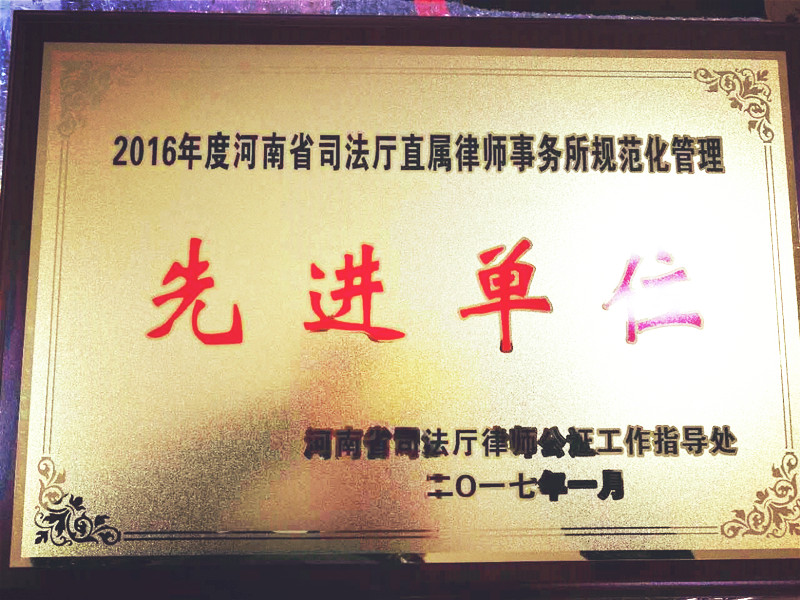 2016年度河南省司法厅直属律师事务所规范化管理
先进单位
河南省司法厅律师公证工作指导处
二〇一七年一月